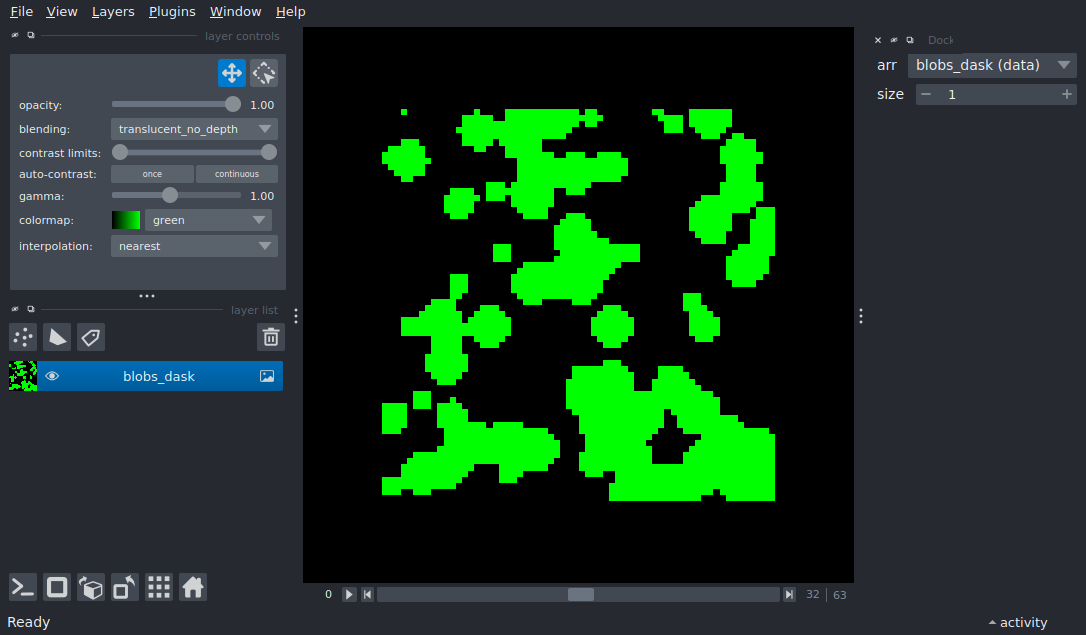 File View Layers Plugins Window Help
layer controls
opacity: 1.00
blending: translucent_no_depth
contrast limits:
auto-contrast: once continuous
gamma: 1.00
colormap: green
interpolation: nearest
layer list
blobs_dask
Dock
arr blobs_dask (data)
size 1
0 32 63
Ready
activity